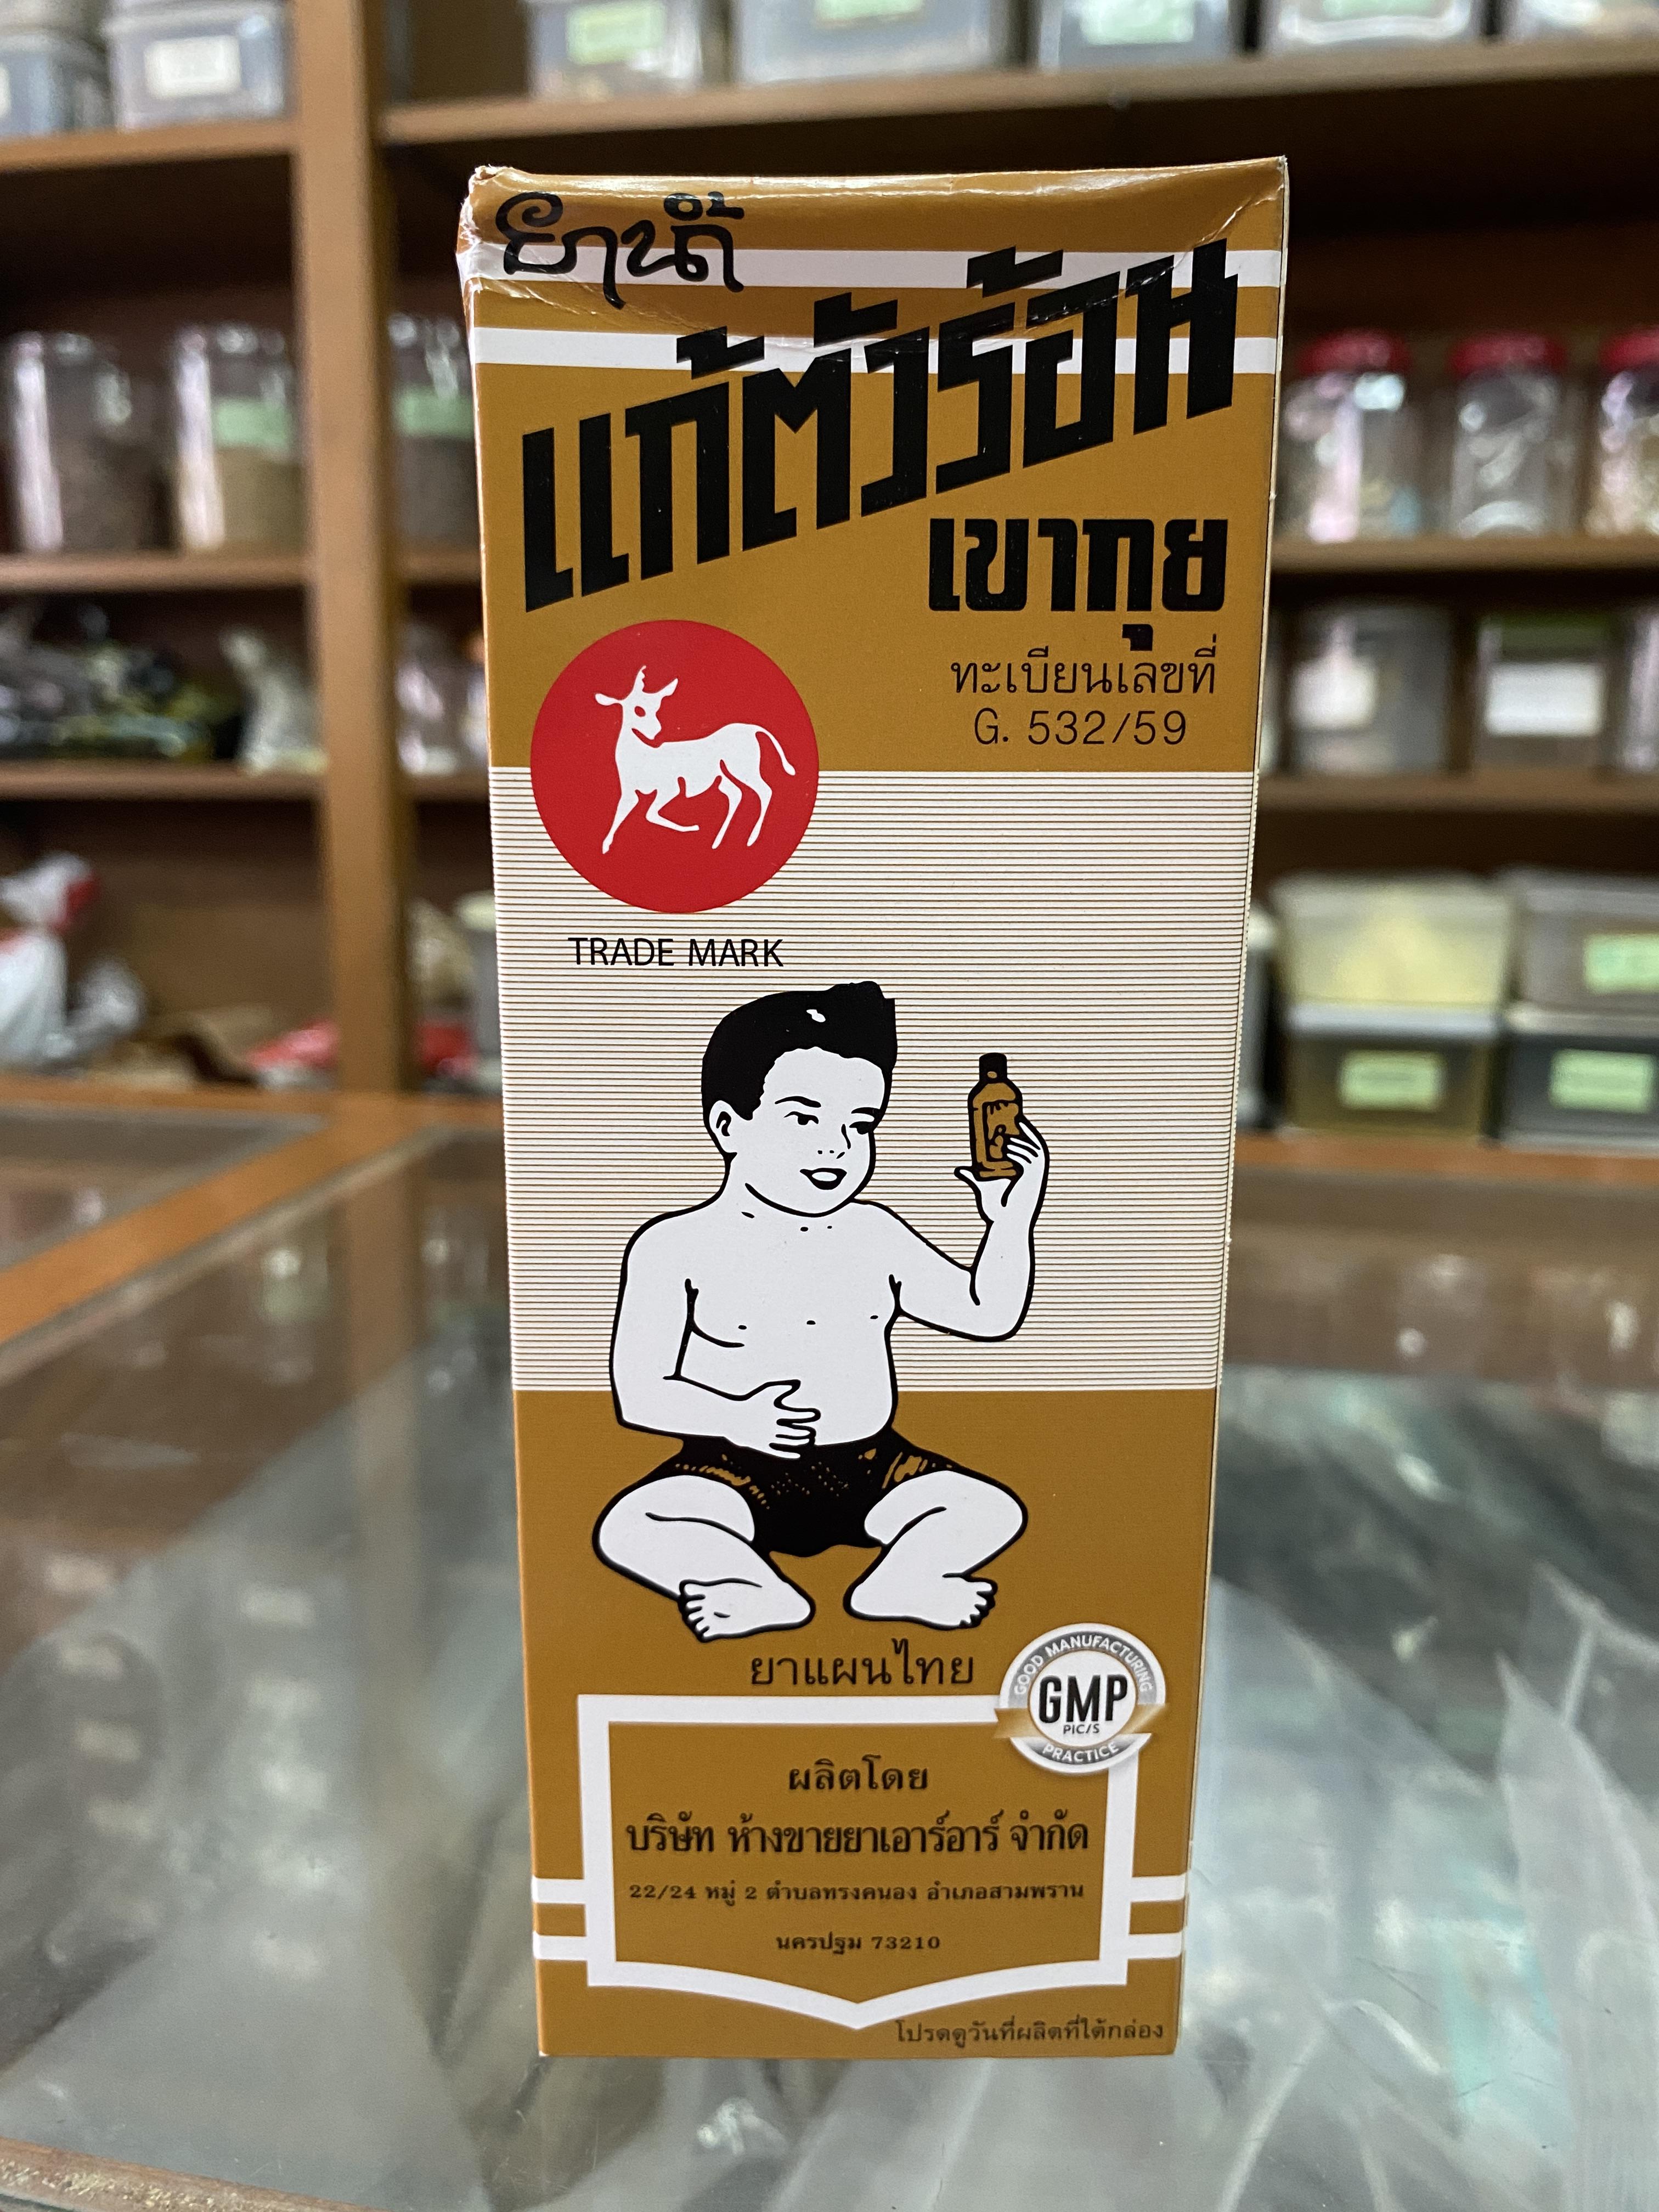 ยาน้ำ
แก้ตัวร้อน
เขากุย
ทะเบียนเลขที่
G. 532/59
TRADE MARK
ยาแผนไทย
GOOD MANUFACTURING
GMP
PIC/S
PRACTICE
ผลิตโดย
บริษัท ห้างขายยาเอาร์อาร์ จำกัด
22/24 หมู่ 2 ตำบลทรงคนอง อำเภอสามพราน
นครปฐม 73210
โปรดดูวันที่ผลิตที่ใต้กล่อง